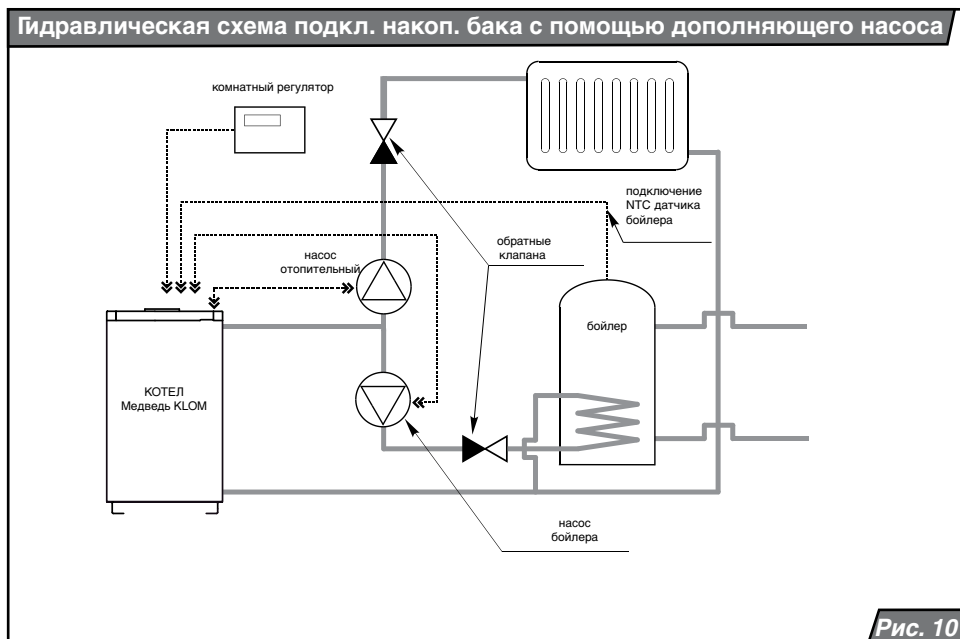 Гидравлическая схема подкл. накоп. бака с помощью дополняющего насоса
комнатный регулятор
подключение
NTC датчика
бойлера
обратные
клапана
насос
отопительный
бойлер
КОТЕЛ
Медведь KLOM
насос
бойлера
Рис. 10